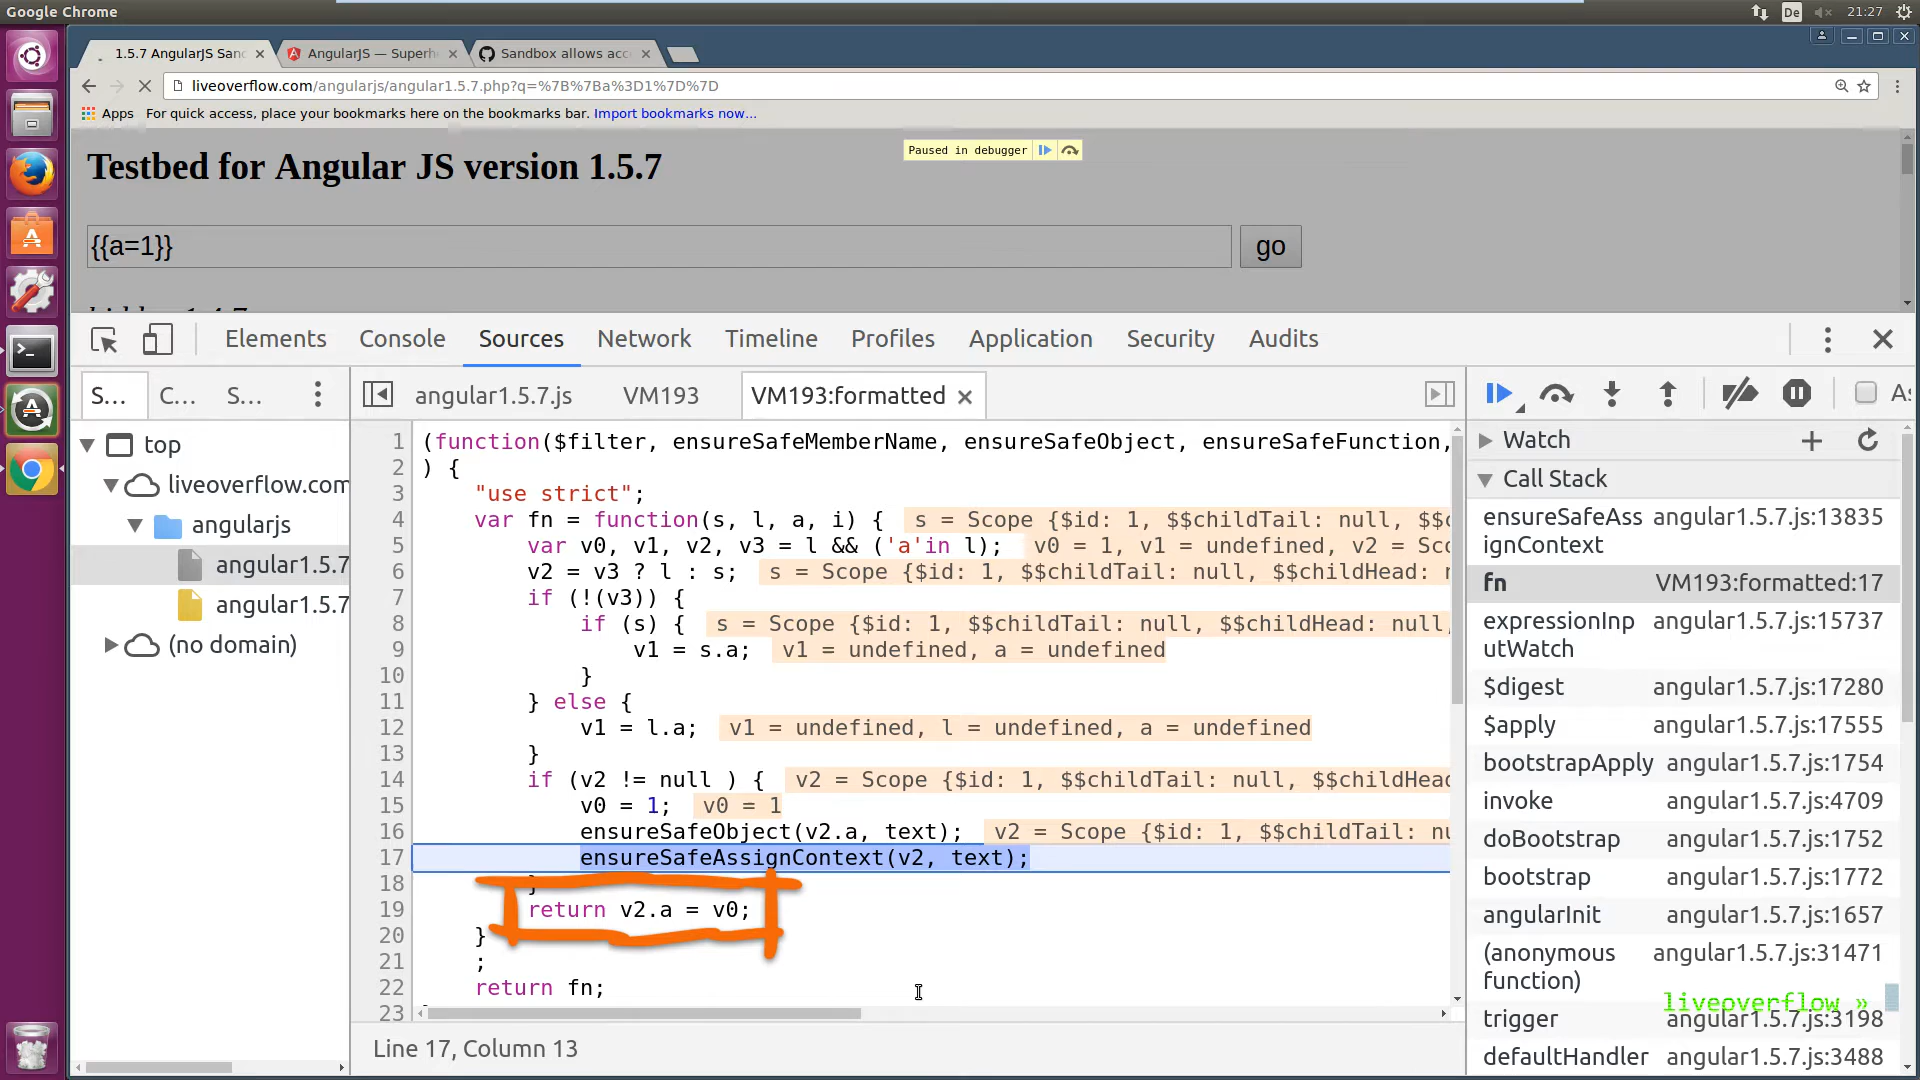 Google Chrome
De
21:27
1.5.7 AngularJS San
AngularJS — Superh
Sandbox allows acc
liveoverflow.com/angularjs/angular1.5.7.php?q=%7B%7Ba%3D1%7D%7D
Apps For quick access, place your bookmarks here on the bookmarks bar. Import bookmarks now...
Paused in debugger
Testbed for Angular JS version 1.5.7
{{a=1}}
go
Elements Console Sources Network Timeline Profiles Application Security Audits
S... C... S...
angular1.5.7.js VM193 VM193:formatted
As
top
liveoverflow.com
angularjs
angular1.5.7
angular1.5.7
(no domain)
1 (function($filter, ensureSafeMemberName, ensureSafeObject, ensureSafeFunction,
2 ) {
3 "use strict";
4 var fn = function(s, l, a, i) { s = Scope {$id: 1, $$childTail: null, $$c
5 var v0, v1, v2, v3 = l && ('a'in l); v0 = 1, v1 = undefined, v2 = Sco
6 v2 = v3 ? l : s; s = Scope {$id: 1, $$childTail: null, $$childHead: n
7 if (!(v3)) {
8 if (s) { s = Scope {$id: 1, $$childTail: null, $$childHead: null,
9 v1 = s.a; v1 = undefined, a = undefined
10 }
11 } else {
12 v1 = l.a; v1 = undefined, l = undefined, a = undefined
13 }
14 if (v2 != null ) { v2 = Scope {$id: 1, $$childTail: null, $$childHead
15 v0 = 1; v0 = 1
16 ensureSafeObject(v2.a, text); v2 = Scope {$id: 1, $$childTail: nu
17 ensureSafeAssignContext(v2, text);
18 }
19 return v2.a = v0;
20 }
21 ;
22 return fn;
23
Line 17, Column 13
Watch
Call Stack
ensureSafeAss angular1.5.7.js:13835
ignContext
fn VM193:formatted:17
expressionInp angular1.5.7.js:15737
utWatch
$digest angular1.5.7.js:17280
$apply angular1.5.7.js:17555
bootstrapApply angular1.5.7.js:1754
invoke angular1.5.7.js:4709
doBootstrap angular1.5.7.js:1752
bootstrap angular1.5.7.js:1772
angularInit angular1.5.7.js:1657
(anonymous angular1.5.7.js:31471
function)
liveoverflow »
trigger angular1.5.7.js:3198
defaultHandler angular1.5.7.js:3488